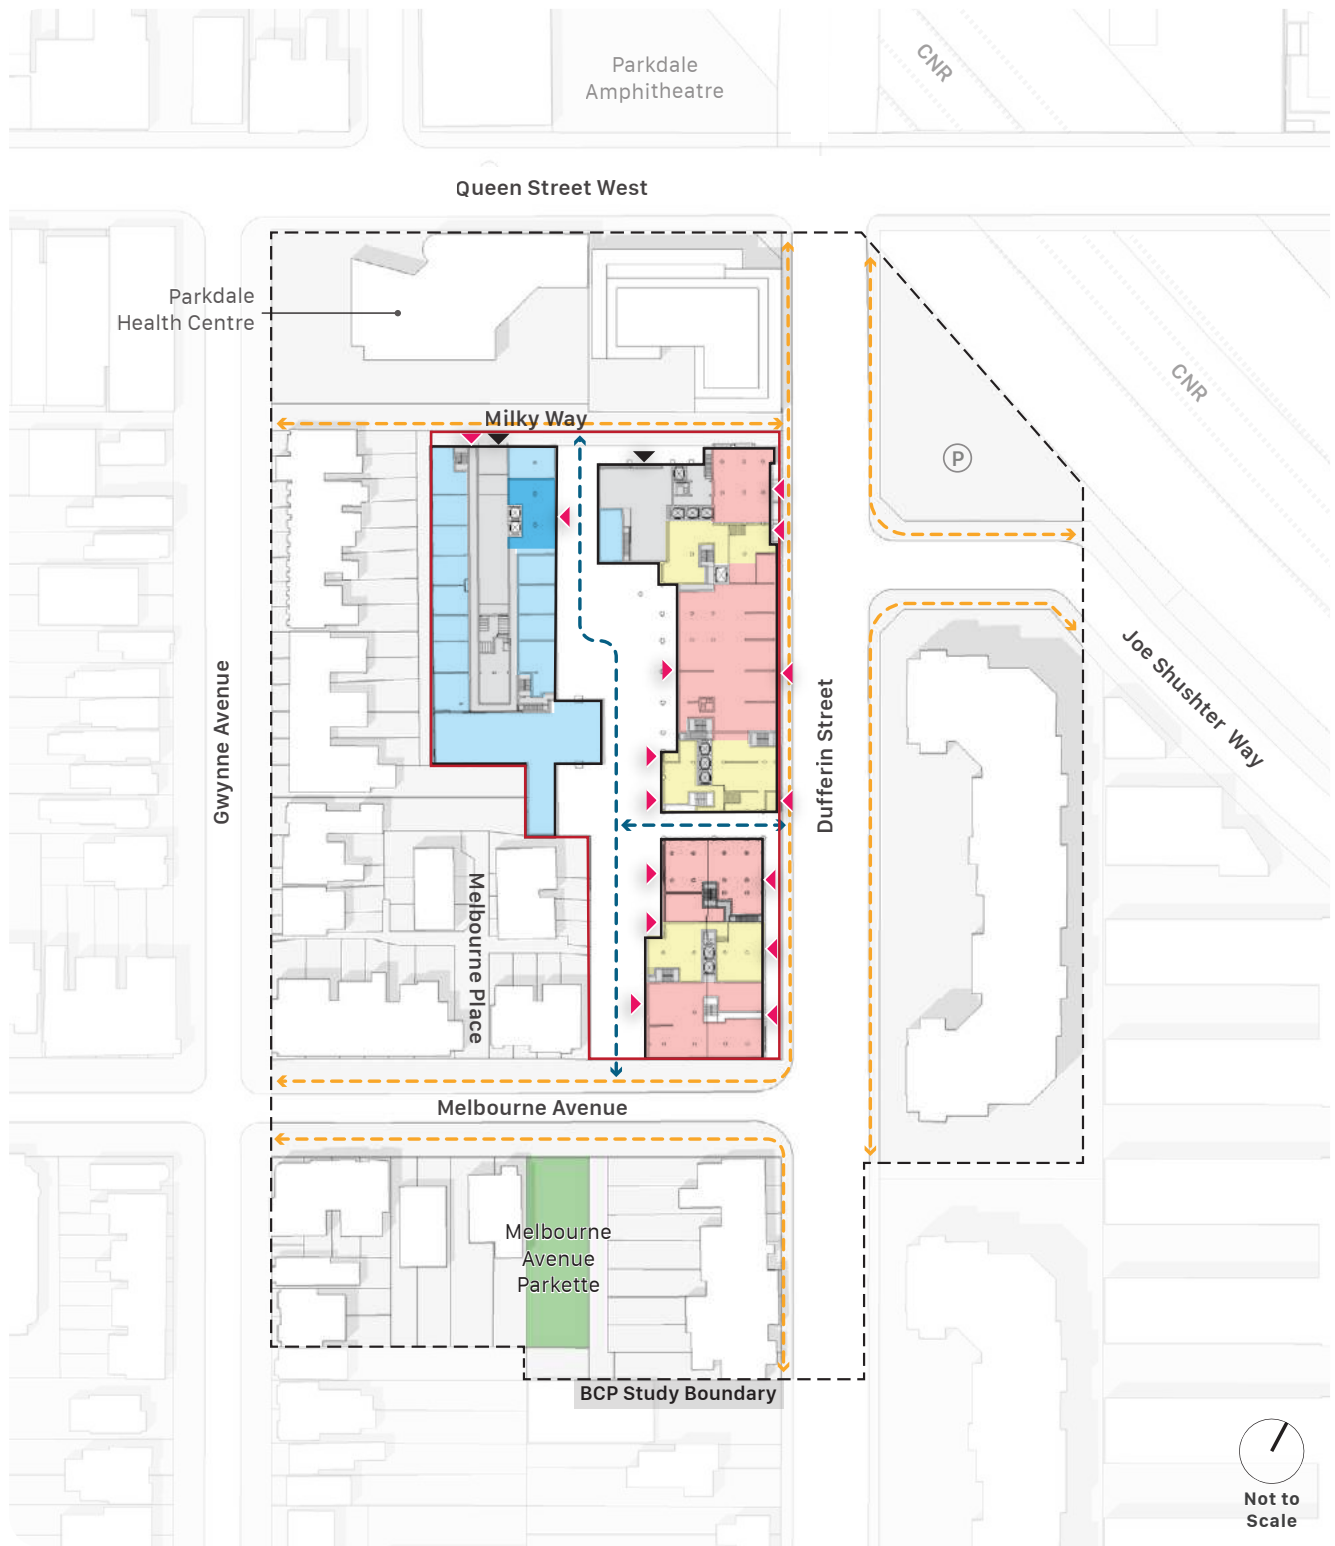 Parkdale
Amphitheatre
CNR
Queen Street West
Parkdale
Health Centre
CNR
Milky Way
P
Joe Shushter Way
Gwynne Avenue
Dufferin Street
Melbourne Place
Melbourne Avenue
Melbourne
Avenue
Parkette
BCP Study Boundary
Not to
Scale